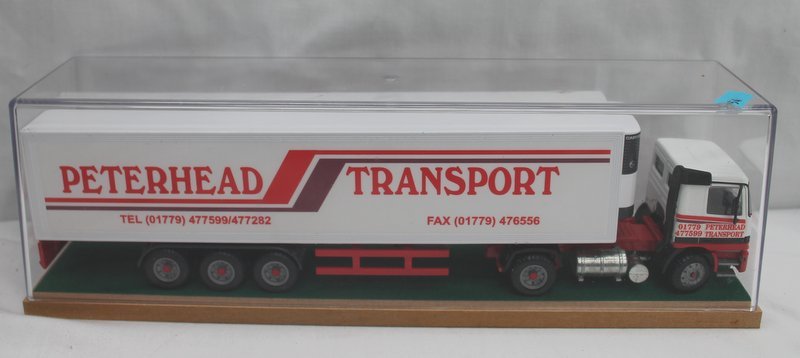 PETERHEAD TRANSPORT
TEL (01779) 477599/477282 FAX (01779) 476556
01779 PETERHEAD
477599 TRANSPORT